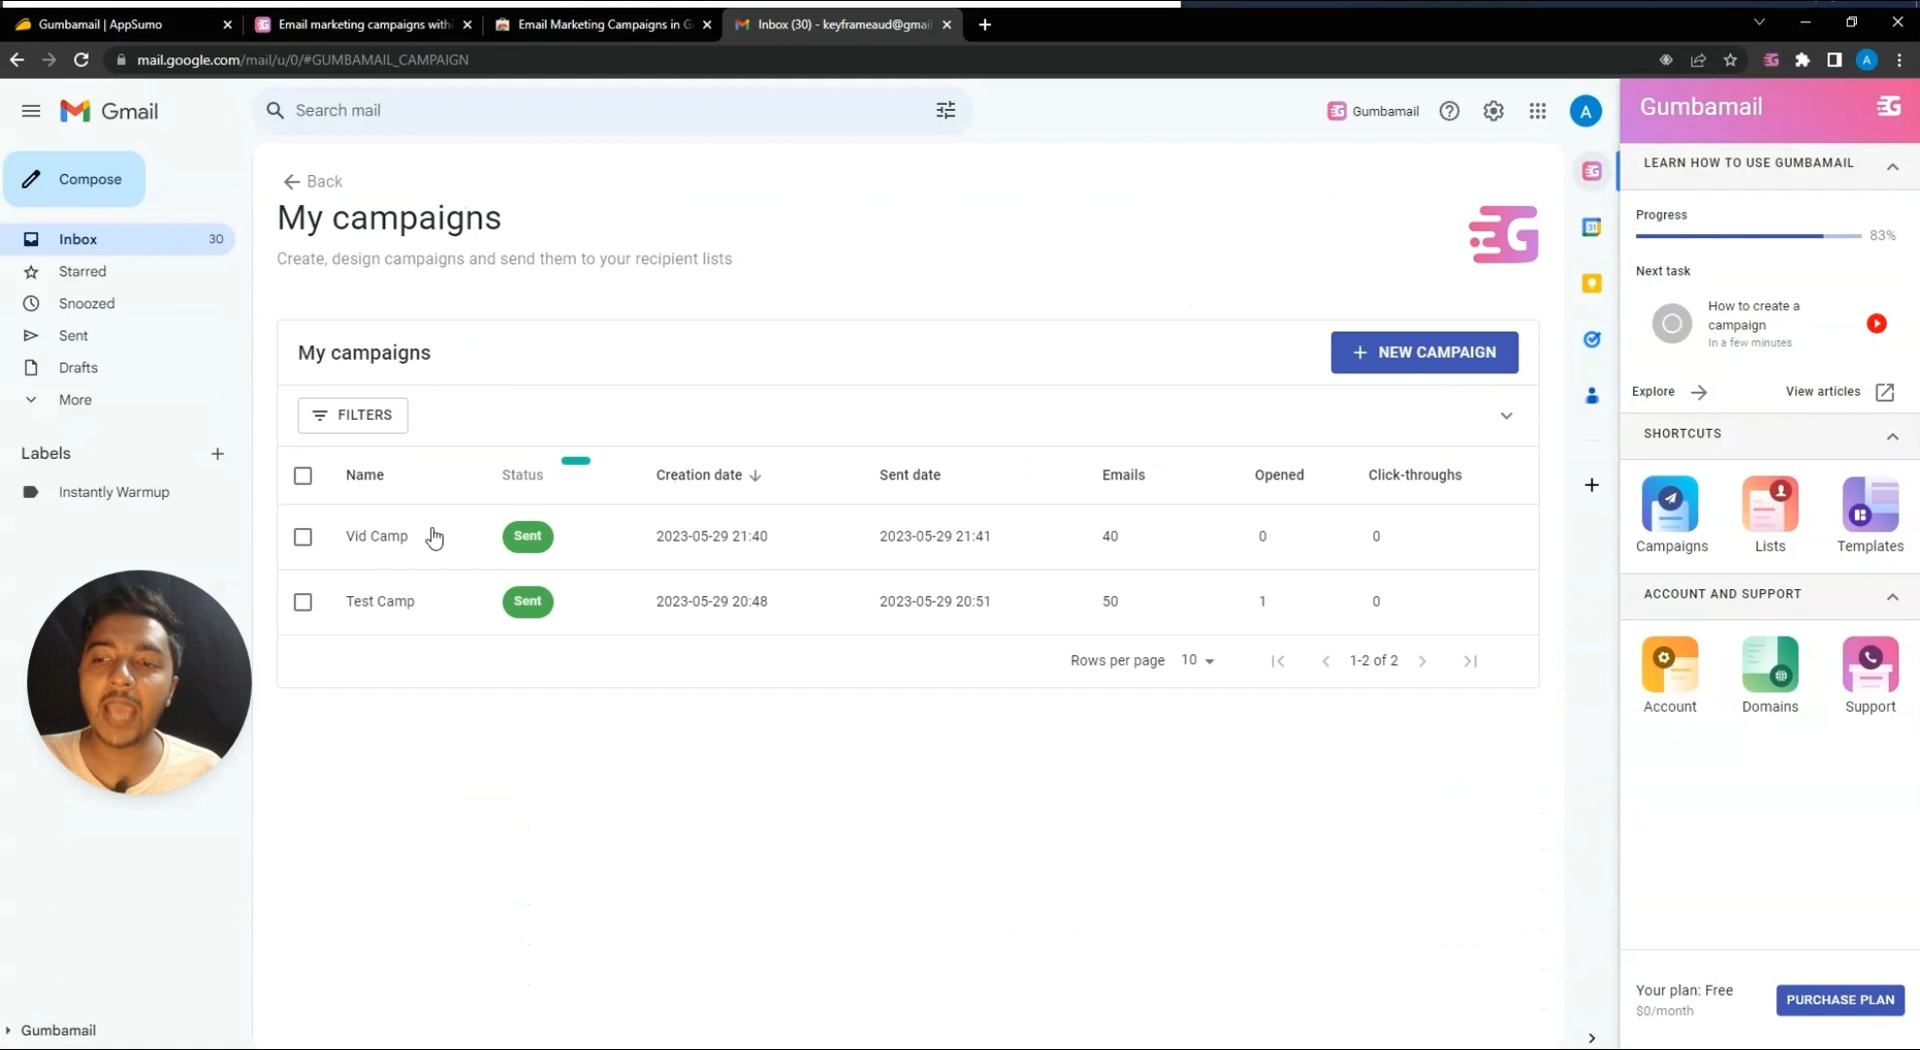 Gumbamail | AppSumo
Email marketing campaigns with
Email Marketing Campaigns in G
Inbox (30) - keyframeaud@gmai
mail.google.com/mail/u/0/#GUMBAMAIL_CAMPAIGN
A
Gmail
Search mail
Gumbamail
A
Gumbamail
Compose
Inbox 30
Starred
Snoozed
Sent
Drafts
More
Labels
Instantly Warmup
Gumbamail
Back
My campaigns
Create, design campaigns and send them to your recipient lists
My campaigns
+ NEW CAMPAIGN
FILTERS
Name Status Creation date Sent date Emails Opened Click-throughs
Vid Camp Sent 2023-05-29 21:40 2023-05-29 21:41 40 0 0
Test Camp Sent 2023-05-29 20:48 2023-05-29 20:51 50 1 0
Rows per page 10 1-2 of 2
31
LEARN HOW TO USE GUMBAMAIL
Progress
83%
Next task
How to create a
campaign
In a few minutes
Explore View articles
SHORTCUTS
Campaigns Lists Templates
ACCOUNT AND SUPPORT
Account Domains Support
Your plan: Free
$0/month
PURCHASE PLAN